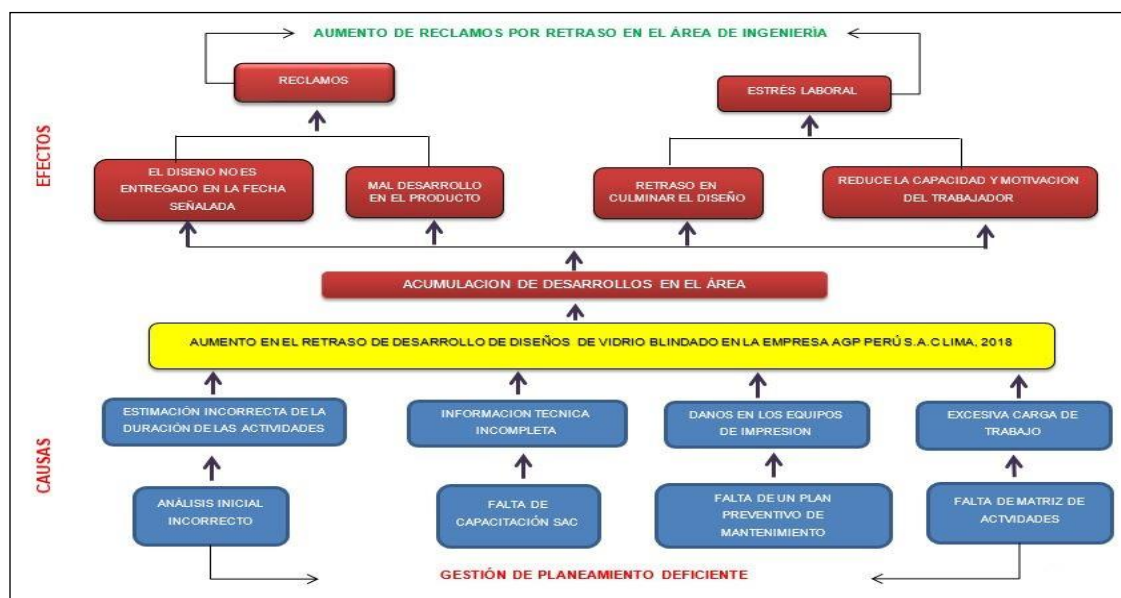 AUMENTO DE RECLAMOS POR RETRASO EN EL ÁREA DE INGENIERÌA
RECLAMOS
ESTRÉS LABORAL
EFECTOS
EL DISENO NO ES
ENTREGADO EN LA FECHA
SEÑALADA
MAL DESARROLLO
EN EL PRODUCTO
RETRASO EN
CULMINAR EL DISEÑO
REDUCE LA CAPACIDAD Y MOTIVACION
DEL TRABAJADOR
ACUMULACION DE DESARROLLOS EN EL ÁREA
AUMENTO EN EL RETRASO DE DESARROLLO DE DISEÑOS DE VIDRIO BLINDADO EN LA EMPRESA AGP PERÚ S.A.C LIMA, 2018
CAUSAS
ESTIMACIÓN INCORRECTA DE LA
DURACIÓN DE LAS ACTIVIDADES
INFORMACION TECNICA
INCOMPLETA
DANOS EN LOS EQUIPOS
DE IMPRESION
EXCESIVA CARGA DE
TRABAJO
ANÁLISIS INICIAL
INCORRECTO
FALTA DE
CAPACITACIÓN SAC
FALTA DE UN PLAN
PREVENTIVO DE
MANTENIMIENTO
FALTA DE MATRIZ DE
ACTVIDADES
GESTIÓN DE PLANEAMIENTO DEFICIENTE